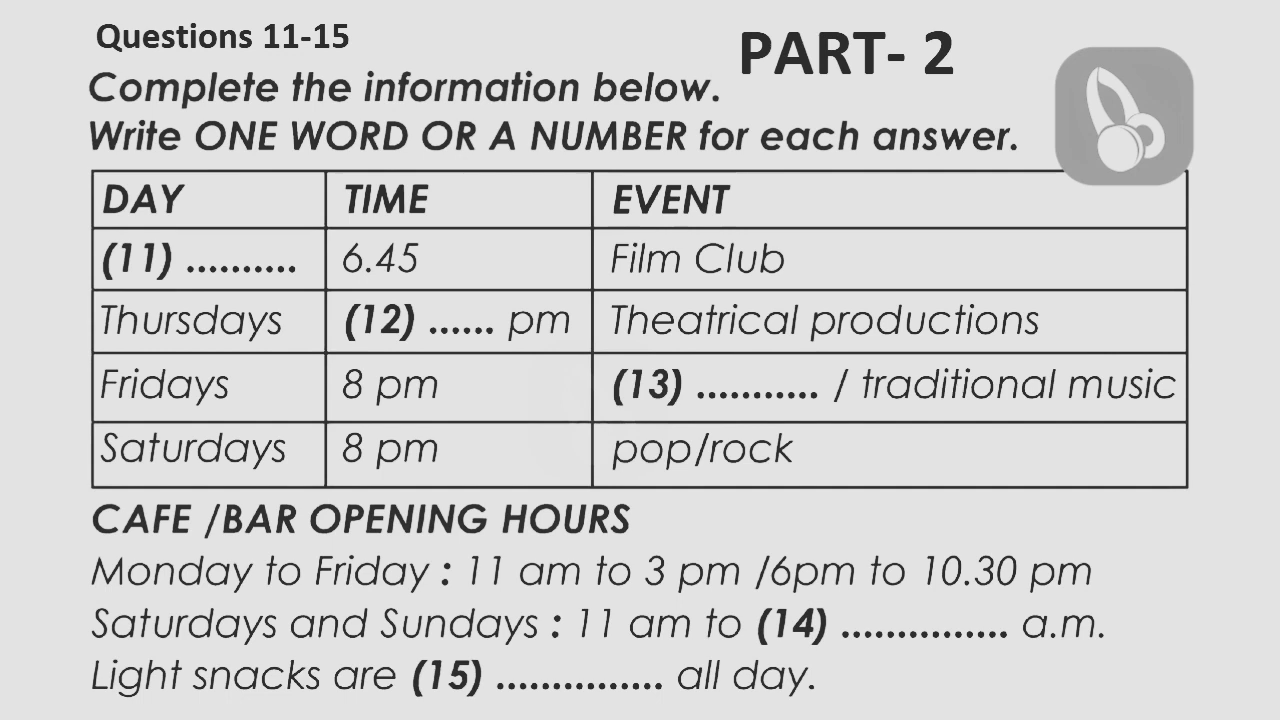 Questions 11-15
PART- 2
Complete the information below.
Write ONE WORD OR A NUMBER for each answer.
DAY TIME EVENT
(11) .......... 6.45 Film Club
Thursdays (12) ...... pm Theatrical productions
Fridays 8 pm (13) ........... / traditional music
Saturdays 8 pm pop/rock
CAFE /BAR OPENING HOURS
Monday to Friday : 11 am to 3 pm /6pm to 10.30 pm
Saturdays and Sundays : 11 am to (14) ............... a.m.
Light snacks are (15) ............... all day.